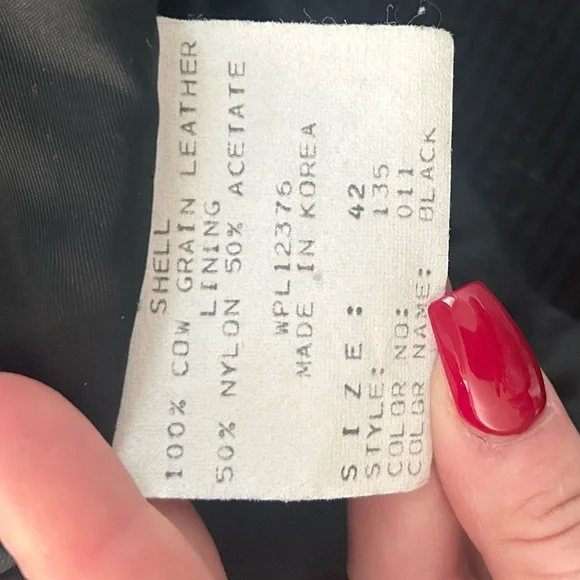 SHELL
100% COW GRAIN LEATHER
LINING
50% NYLON 50% ACETATE
WPL12376
MADE IN KOREA
SIZE: 42
STYLE: 135
COLOR NO: 011
COLOR NAME: BLACK